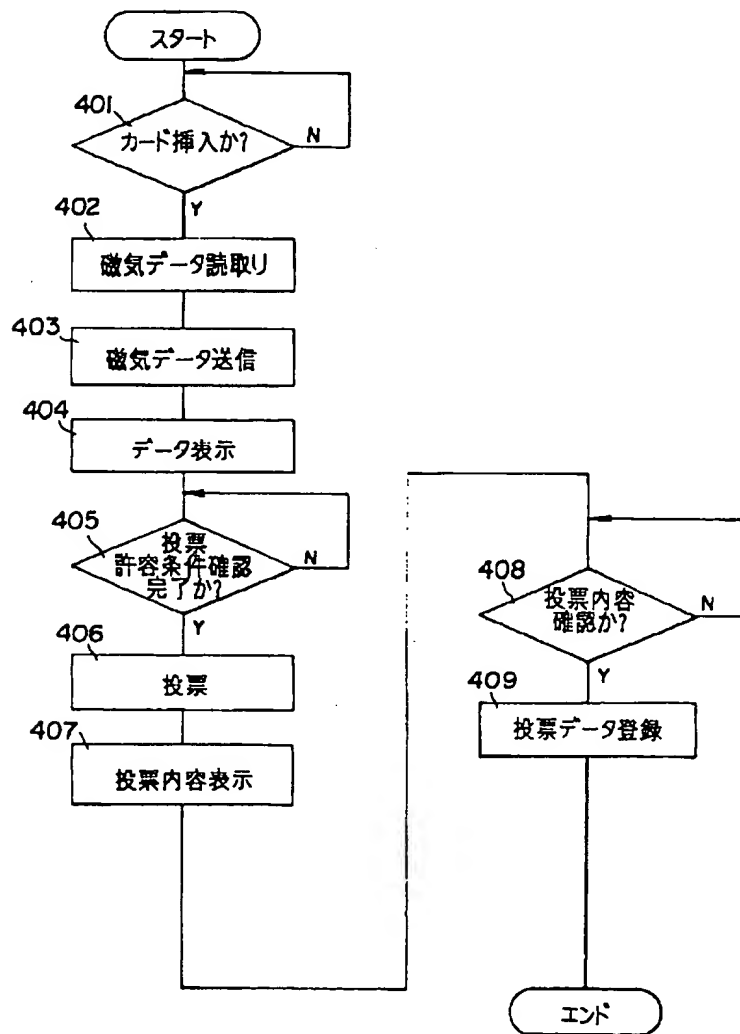 スタート
401
カード挿入か?
N
Y
402
磁気データ読取り
403
磁気データ送信
404
データ表示
405
投票
許容条件確認
完了か?
N
Y
406
投票
407
投票内容表示
408
投票内容
確認か?
N
Y
409
投票データ登録
エンド